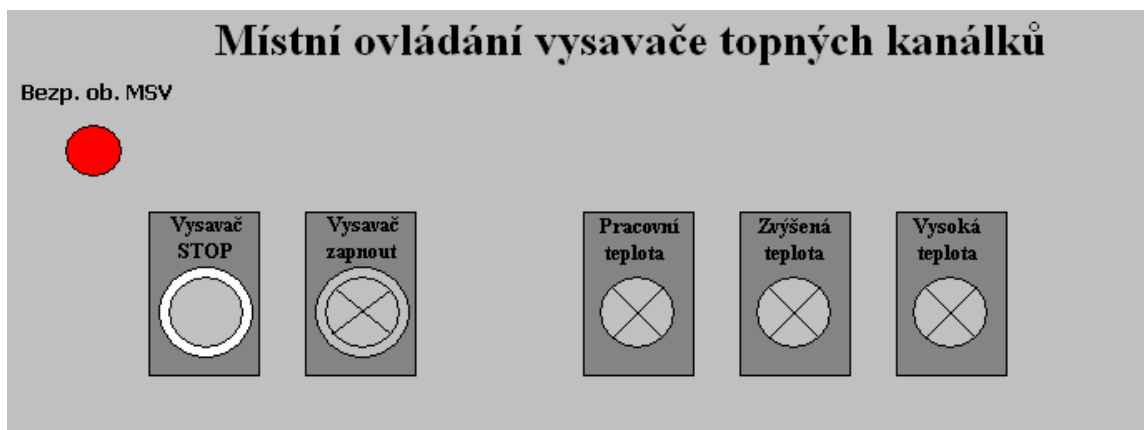 Místní ovládání vysavače topných kanálků
Bezp. ob. MSV
Vysavač
STOP
Vysavač
zapnout
Pracovní
teplota
Zvýšená
teplota
Vysoká
teplota